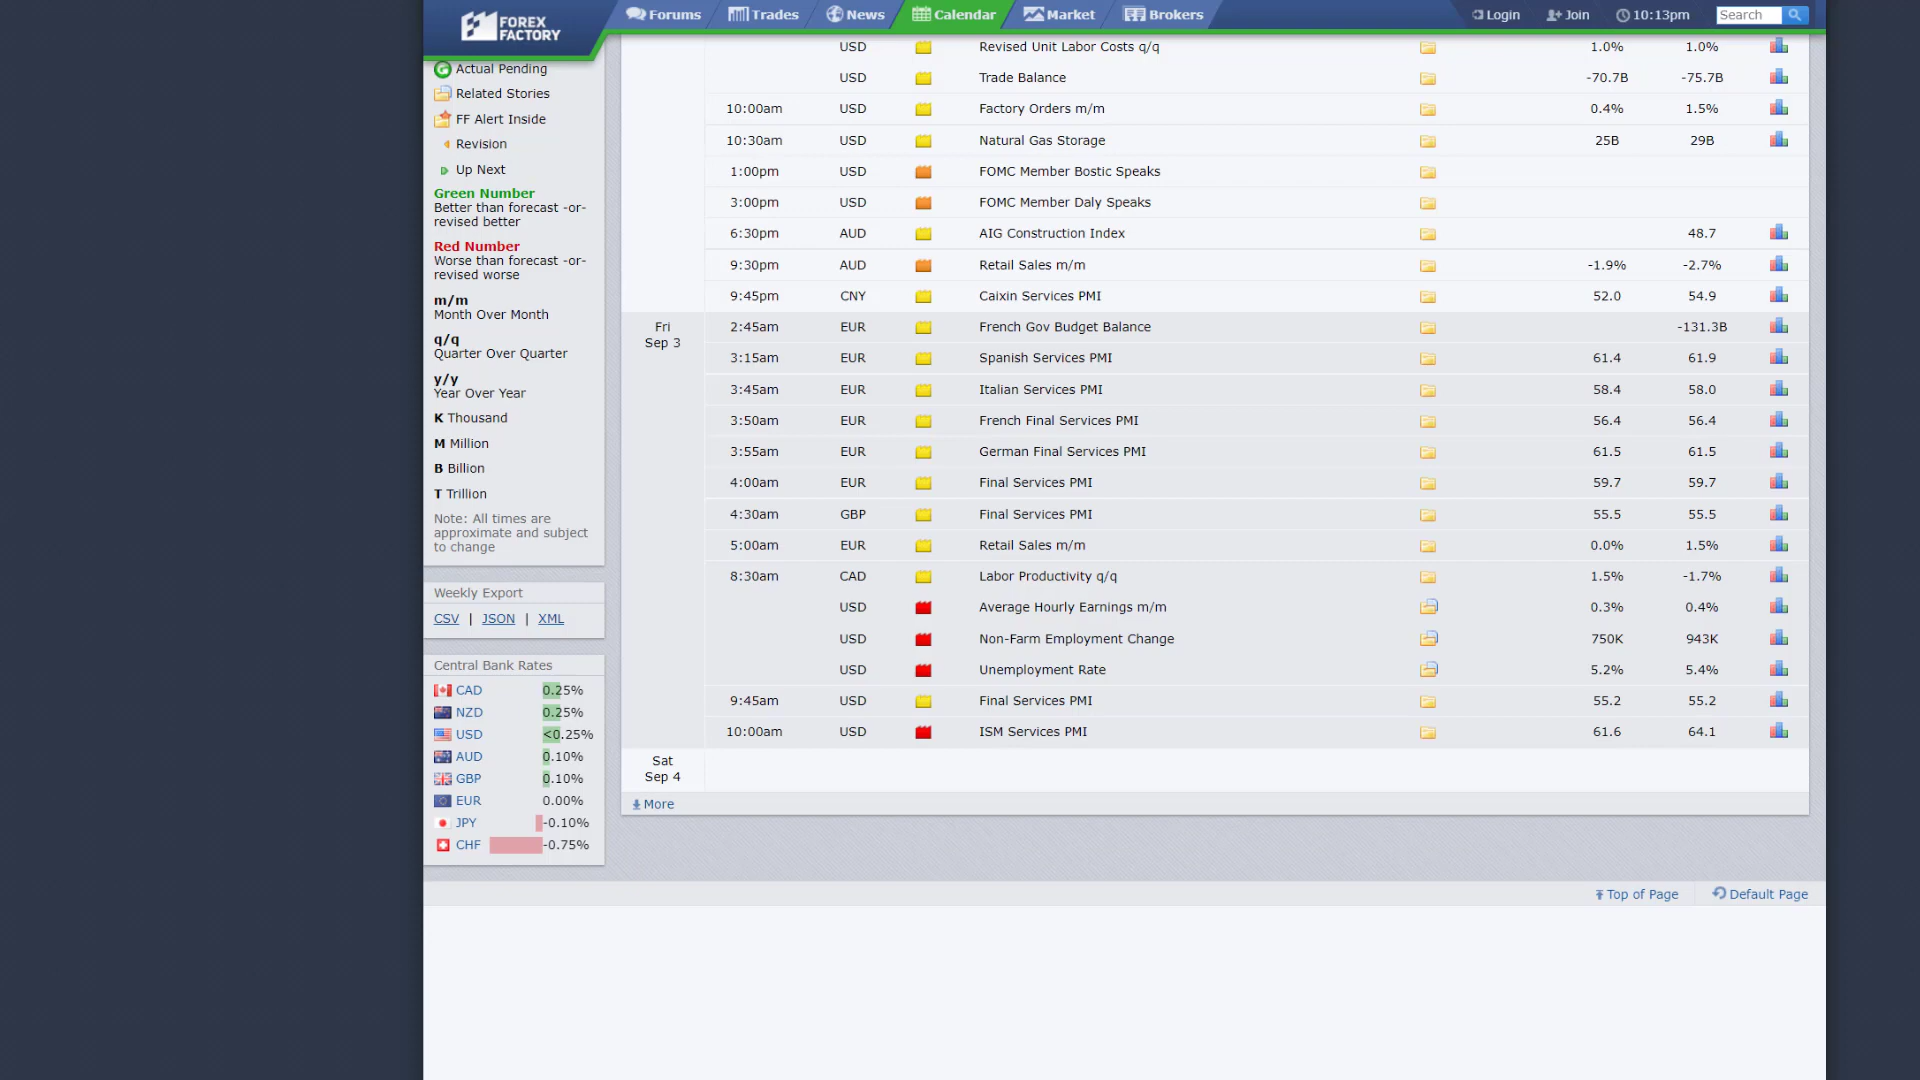 FOREX FACTORY
Forums Trades News Calendar Market Brokers Login Join 10:13pm Search
Actual Pending
Related Stories
FF Alert Inside
Revision
Up Next
Green Number
Better than forecast -or-
revised better
Red Number
Worse than forecast -or-
revised worse
m/m
Month Over Month
q/q
Quarter Over Quarter
y/y
Year Over Year
K Thousand
M Million
B Billion
T Trillion
Note: All times are
approximate and subject
to change
Weekly Export
CSV | JSON | XML
Central Bank Rates
CAD 0.25%
NZD 0.25%
USD <0.25%
AUD 0.10%
GBP 0.10%
EUR 0.00%
JPY -0.10%
CHF -0.75%
USD Revised Unit Labor Costs q/q 1.0% 1.0%
USD Trade Balance -70.7B -75.7B
10:00am USD Factory Orders m/m 0.4% 1.5%
10:30am USD Natural Gas Storage 25B 29B
1:00pm USD FOMC Member Bostic Speaks
3:00pm USD FOMC Member Daly Speaks
6:30pm AUD AIG Construction Index 48.7
9:30pm AUD Retail Sales m/m -1.9% -2.7%
9:45pm CNY Caixin Services PMI 52.0 54.9
Fri
Sep 3
2:45am EUR French Gov Budget Balance -131.3B
3:15am EUR Spanish Services PMI 61.4 61.9
3:45am EUR Italian Services PMI 58.4 58.0
3:50am EUR French Final Services PMI 56.4 56.4
3:55am EUR German Final Services PMI 61.5 61.5
4:00am EUR Final Services PMI 59.7 59.7
4:30am GBP Final Services PMI 55.5 55.5
5:00am EUR Retail Sales m/m 0.0% 1.5%
8:30am CAD Labor Productivity q/q 1.5% -1.7%
USD Average Hourly Earnings m/m 0.3% 0.4%
USD Non-Farm Employment Change 750K 943K
USD Unemployment Rate 5.2% 5.4%
9:45am USD Final Services PMI 55.2 55.2
10:00am USD ISM Services PMI 61.6 64.1
Sat
Sep 4
More
Top of Page Default Page